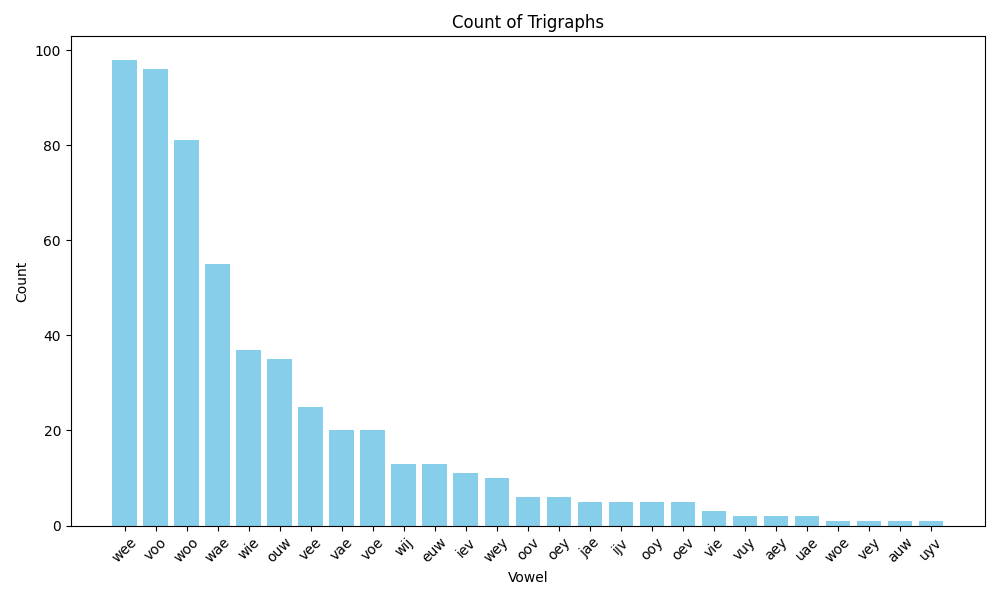 Count of Trigraphs
100
80
60
40
20
0
Count
wee voo woo wae wie ouw vee vae voe wij euw iev wey oov oey jae ijv ooy oev vie vuy aey uae woe vey auw uyv
Vowel